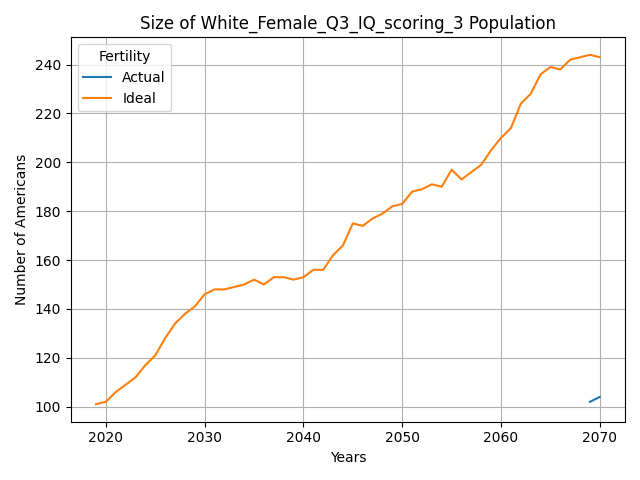 Size of White_Female_Q3_IQ_scoring_3 Population
Fertility
Actual
Ideal
Number of Americans
240
220
200
180
160
140
120
100
2020 2030 2040 2050 2060 2070
Years